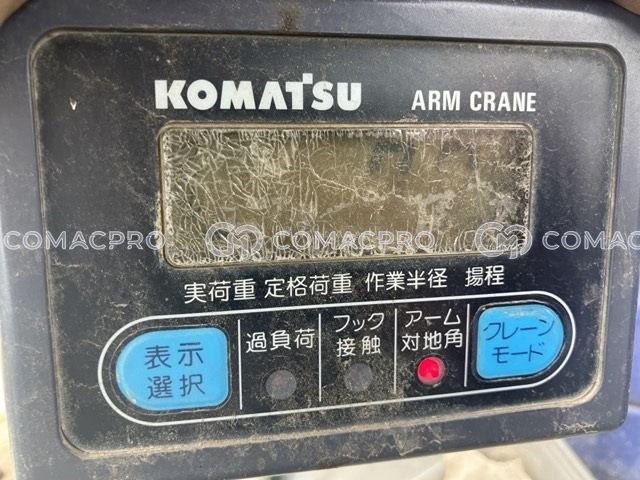 KOMATSU ARM CRANE
COMACPRO COMACPRO COMACPRO
実荷重 定格荷重 作業半径 揚程
表示
選択
過負荷
フック
接触
アーム
対地角
クレーン
モード